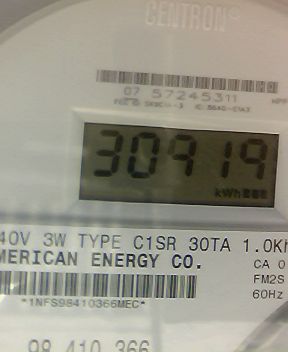 CENTRON®
07 57245311
30919
kWh
40V 3W TYPE C1SR 30TA 1.0Kh
MERICAN ENERGY CO.
CA 0
FM2S
60Hz
*1NFS98410366MEC*
98 410 366